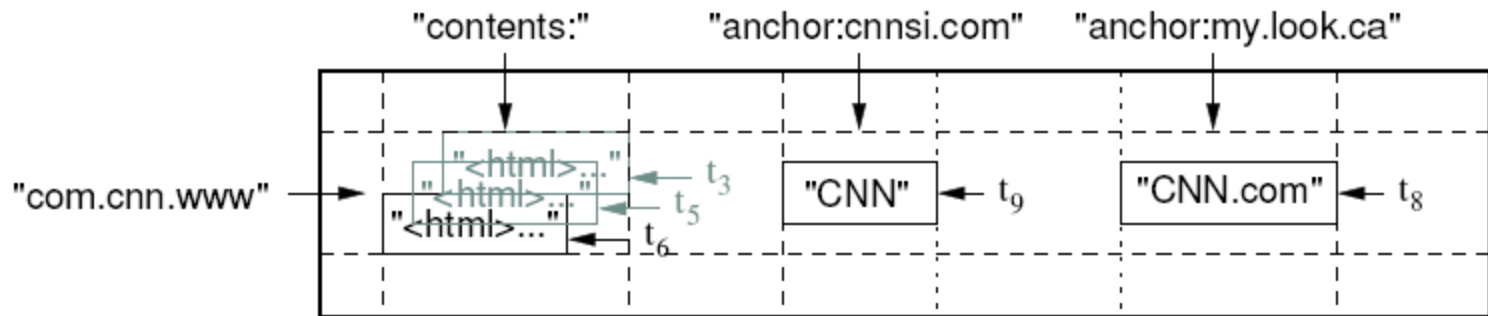 "contents:" "anchor:cnnsi.com" "anchor:my.look.ca"
"<html>..." t3
"com.cnn.www" "<html>..." t5 "CNN" t9 "CNN.com" t8
"<html>..." t6